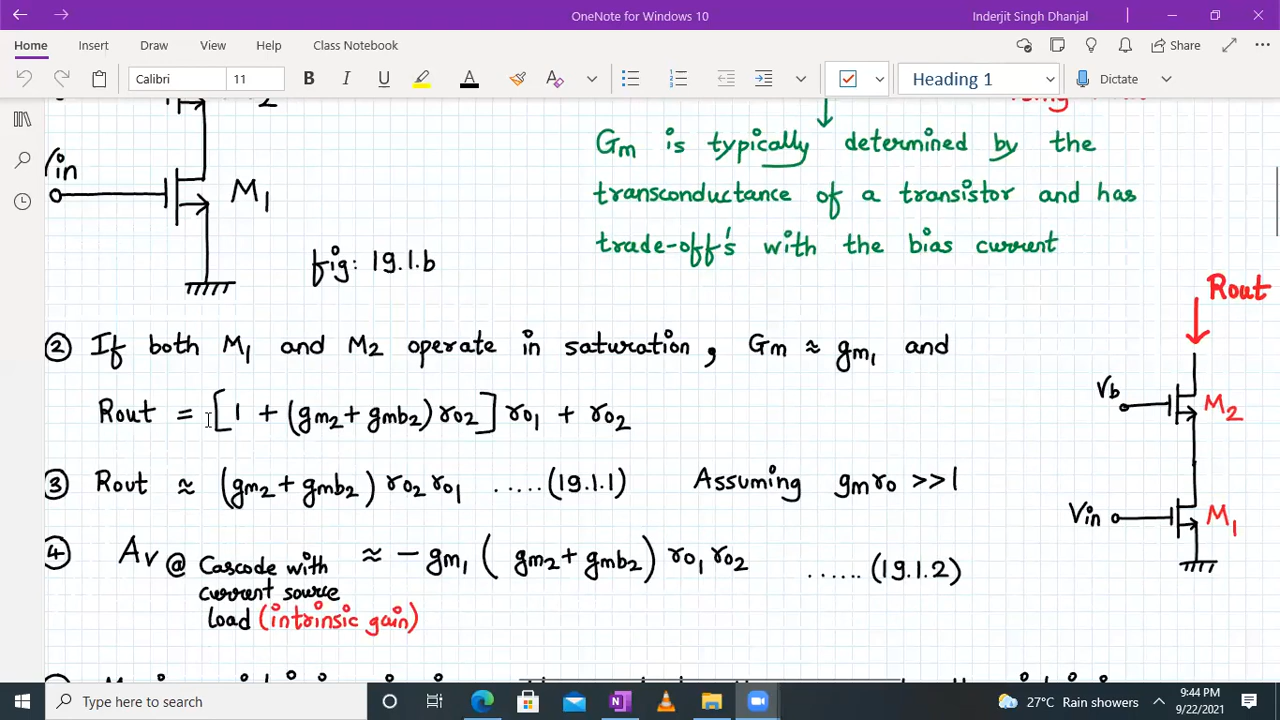 OneNote for Windows 10
Inderjit Singh Dhanjal
Home Insert Draw View Help Class Notebook
Share
Calibri 11 B I U A Heading 1 Dictate
Gm is typically determined by the
transconductance of a transistor and has
trade-off's with the bias current
in
M1
fig: 19.1.b
Rout
② If both M1 and M2 operate in saturation, Gm ≈ gm1 and
Rout = [1 + (gm2 + gmb2) ro2] ro1 + ro2
Vb
M2
③ Rout ≈ (gm2 + gmb2) ro2 ro1 .....(19.1.1) Assuming gmro >>1
Vin
M1
④ Av @ Cascode with current source load (intrinsic gain) ≈ - gm1 (gm2 + gmb2) ro1 ro2 ......(19.1.2)
Type here to search
27°C Rain showers
9:44 PM
9/22/2021